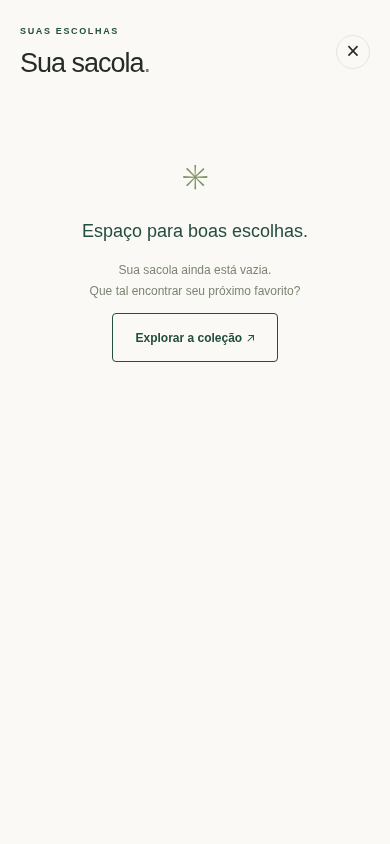 SUAS ESCOLHAS
Sua sacola.
Espaço para boas escolhas.
Sua sacola ainda está vazia.
Que tal encontrar seu próximo favorito?
Explorar a coleção ↗